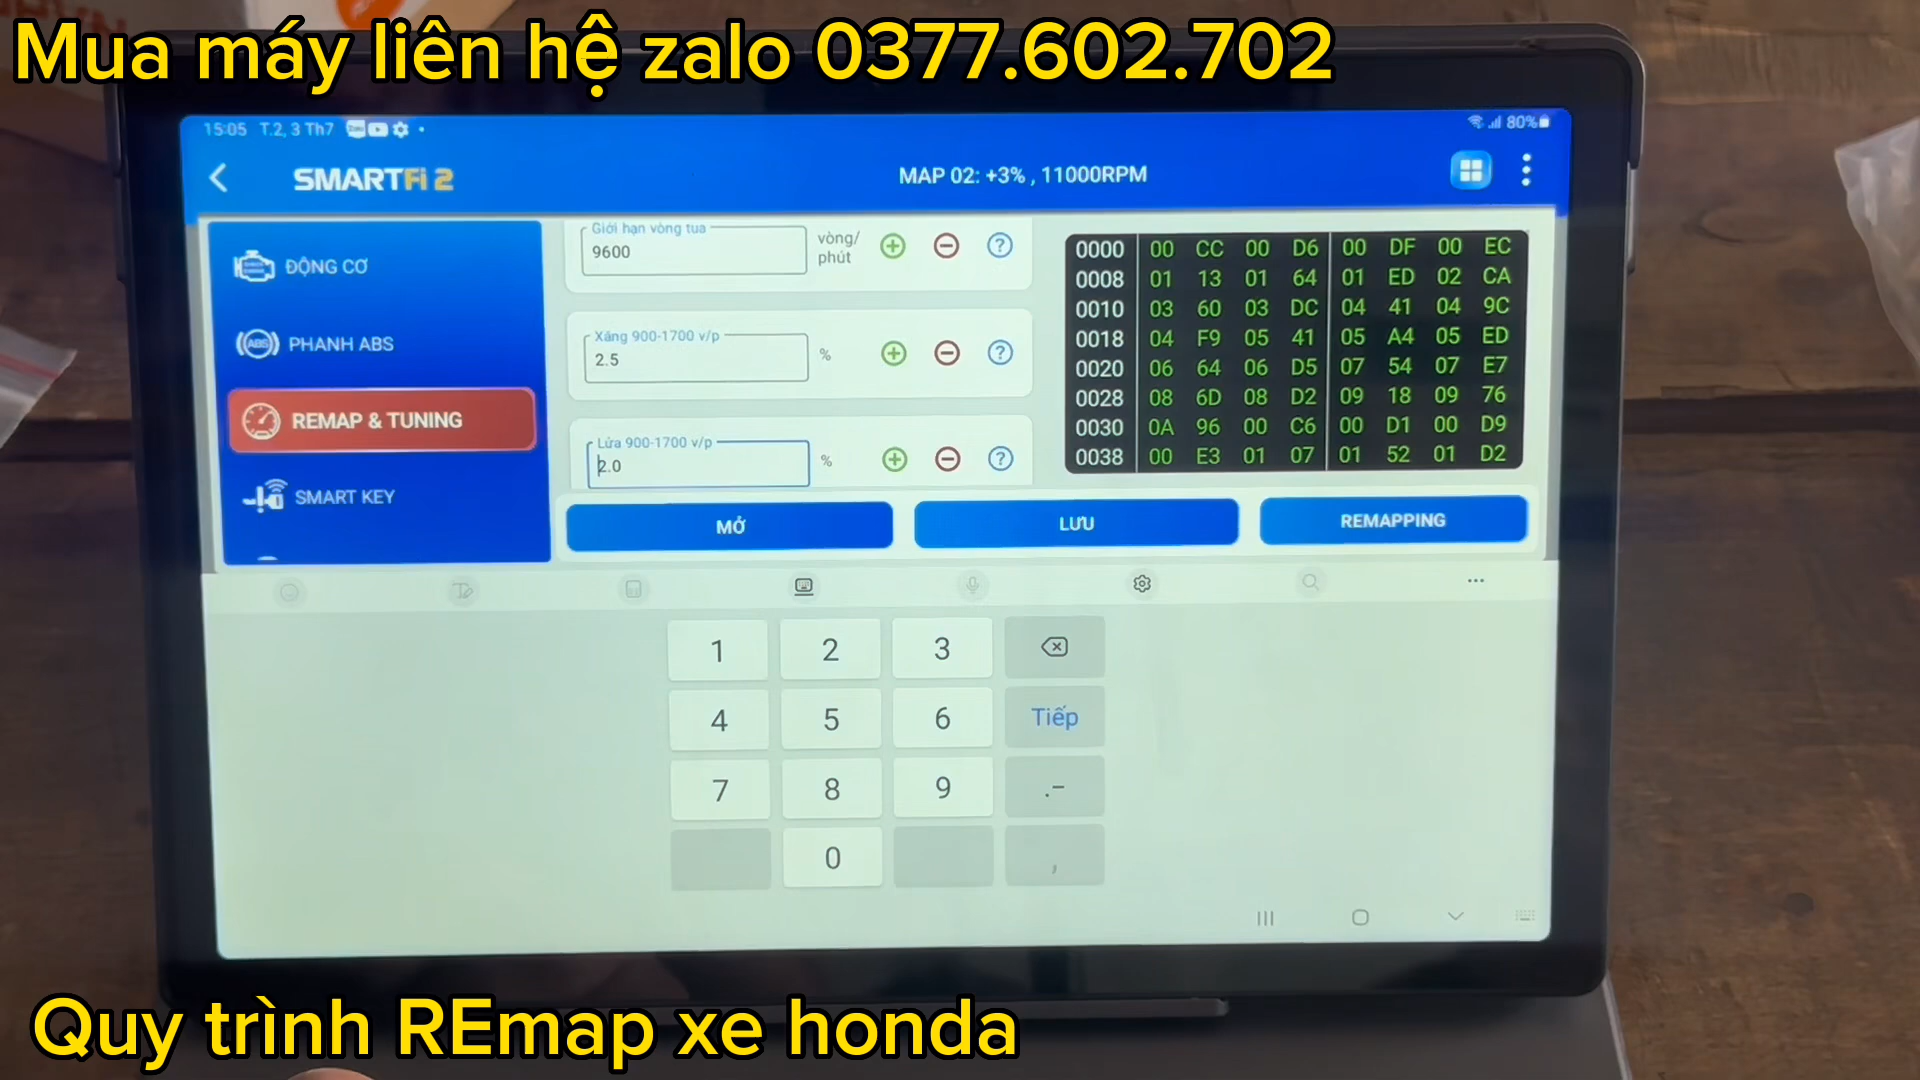 Mua máy liên hệ zalo 0377.602.702
15:05 T.2, 3 Th7
80%
SMARTFi 2
MAP 02: +3% , 11000RPM
ĐỘNG CƠ
PHANH ABS
REMAP & TUNING
SMART KEY
Giới hạn vòng tua
9600
vòng/
phút
Xăng 900-1700 v/p
2.5
%
Lửa 900-1700 v/p
2.0
%
0000 00 CC 00 D6 00 DF 00 EC
0008 01 13 01 64 01 ED 02 CA
0010 03 60 03 DC 04 41 04 9C
0018 04 F9 05 41 05 A4 05 ED
0020 06 64 06 D5 07 54 07 E7
0028 08 6D 08 D2 09 18 09 76
0030 0A 96 00 C6 00 D1 00 D9
0038 00 E3 01 07 01 52 01 D2
MỞ
LƯU
REMAPPING
1 2 3
4 5 6 Tiếp
7 8 9 .-
0 ,
Quy trình REmap xe honda